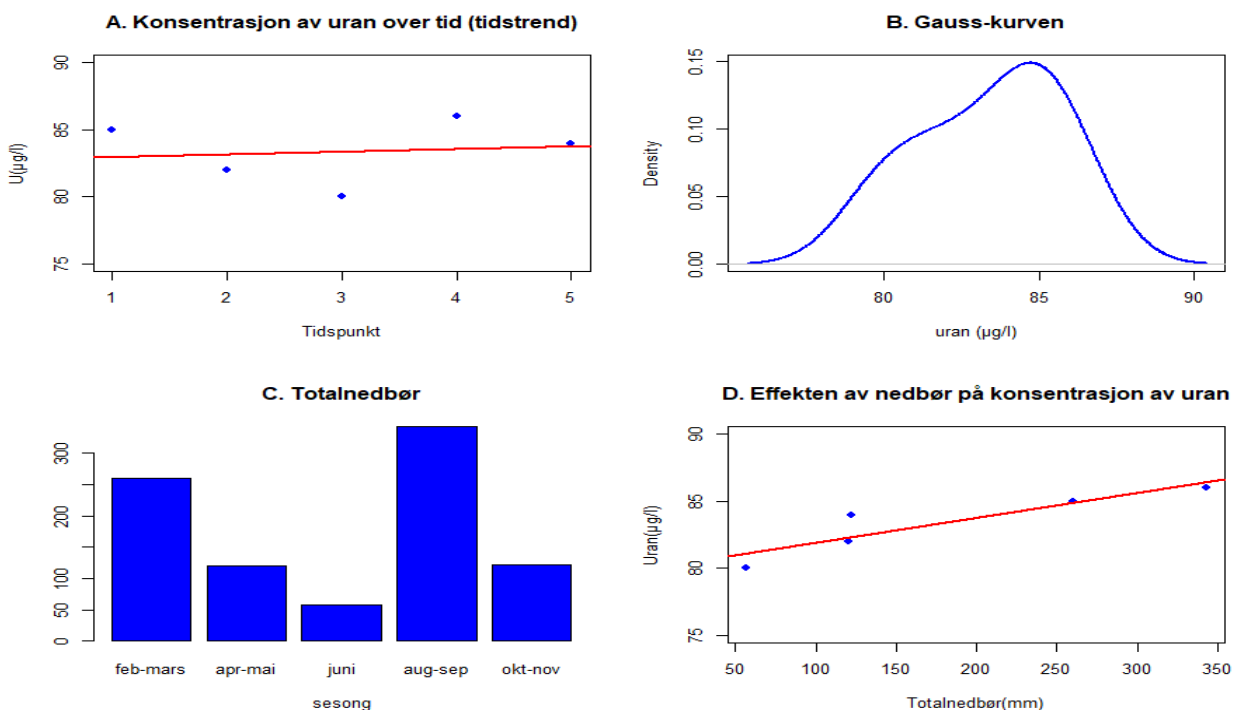 A. Konsentrasjon av uran over tid (tidstrend)
90
85
80
75
U(µg/l)
1 2 3 4 5
Tidspunkt
B. Gauss-kurven
0.15
0.10
0.05
0.00
Density
80 85 90
uran (µg/l)
C. Totalnedbør
300
200
100
50
0
feb-mars apr-mai juni aug-sep okt-nov
sesong
D. Effekten av nedbør på konsentrasjon av uran
90
85
80
75
Uran(µg/l)
50 100 150 200 250 300 350
Totalnedbør(mm)